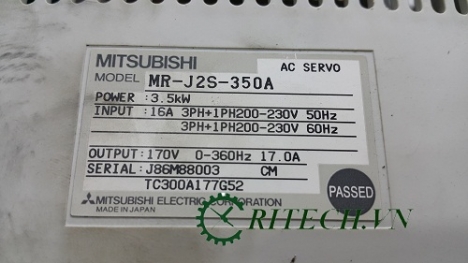 MITSUBISHI
AC SERVO
MODEL MR-J2S-350A
POWER : 3.5kW
INPUT : 16A 3PH+1PH200-230V 50Hz
3PH+1PH200-230V 60Hz
OUTPUT: 170V 0-360Hz 17.0A
SERIAL: J86M88003 CM
TC300A177G52
PASSED
MITSUBISHI ELECTRIC CORPORATION
MADE IN JAPAN
RITECH.VN